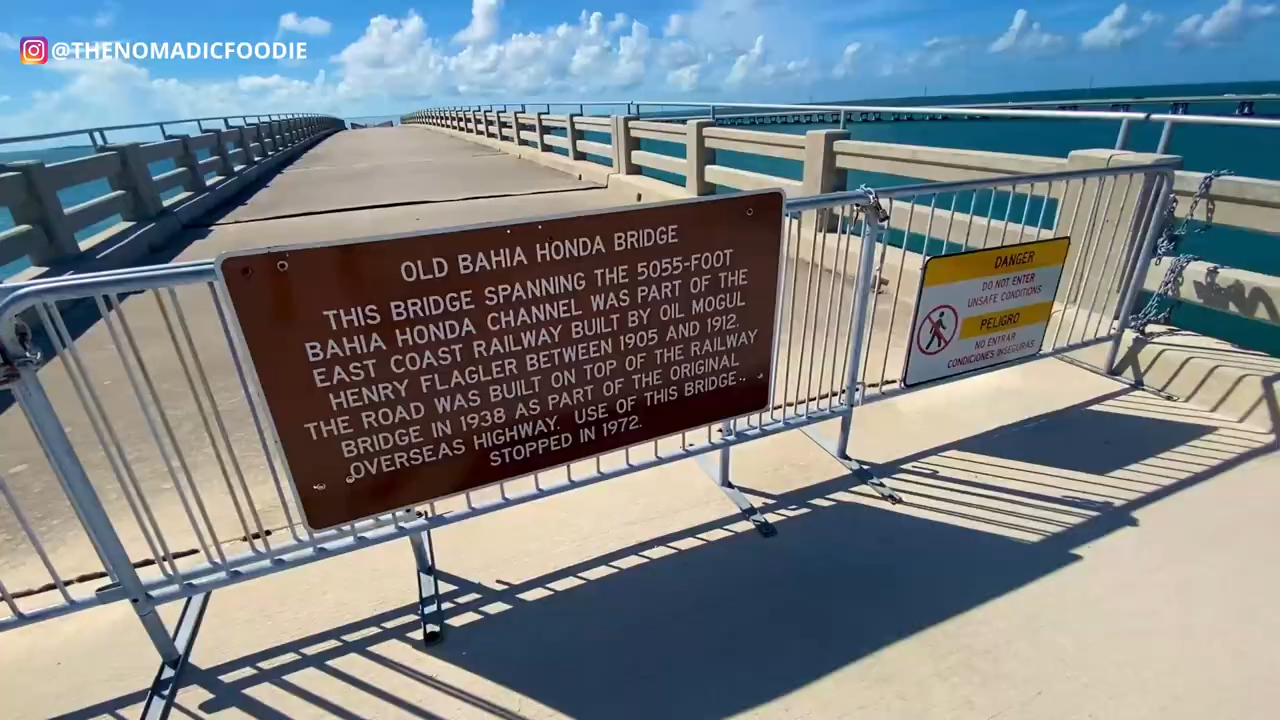 @THENOMADICFOODIE
OLD BAHIA HONDA BRIDGE
THIS BRIDGE SPANNING THE 5055-FOOT
BAHIA HONDA CHANNEL WAS PART OF THE
EAST COAST RAILWAY BUILT BY OIL MOGUL
HENRY FLAGLER BETWEEN 1905 AND 1912.
THE ROAD WAS BUILT ON TOP OF THE RAILWAY
BRIDGE IN 1938 AS PART OF THE ORIGINAL
OVERSEAS HIGHWAY. USE OF THIS BRIDGE
STOPPED IN 1972.
DANGER
DO NOT ENTER
UNSAFE CONDITIONS
PELIGRO
NO ENTRAR
CONDICIONES INSEGURAS